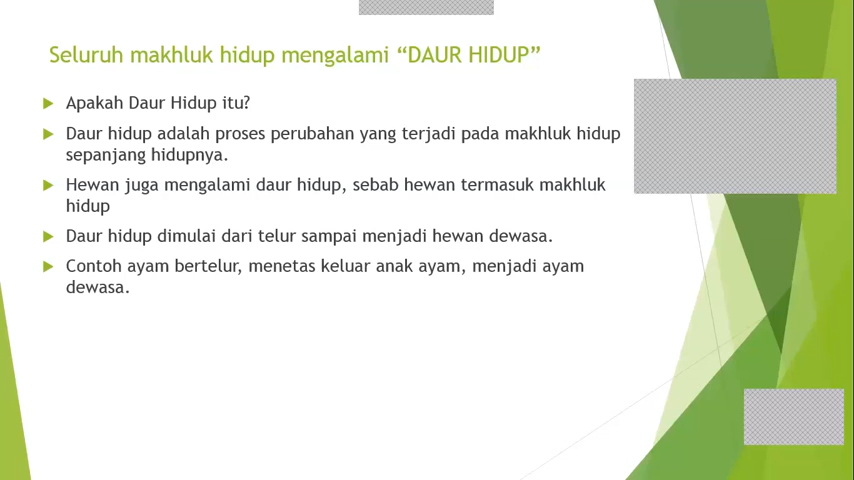 Seluruh makhluk hidup mengalami “DAUR HIDUP”
Apakah Daur Hidup itu?
Daur hidup adalah proses perubahan yang terjadi pada makhluk hidup
sepanjang hidupnya.
Hewan juga mengalami daur hidup, sebab hewan termasuk makhluk
hidup
Daur hidup dimulai dari telur sampai menjadi hewan dewasa.
Contoh ayam bertelur, menetas keluar anak ayam, menjadi ayam
dewasa.